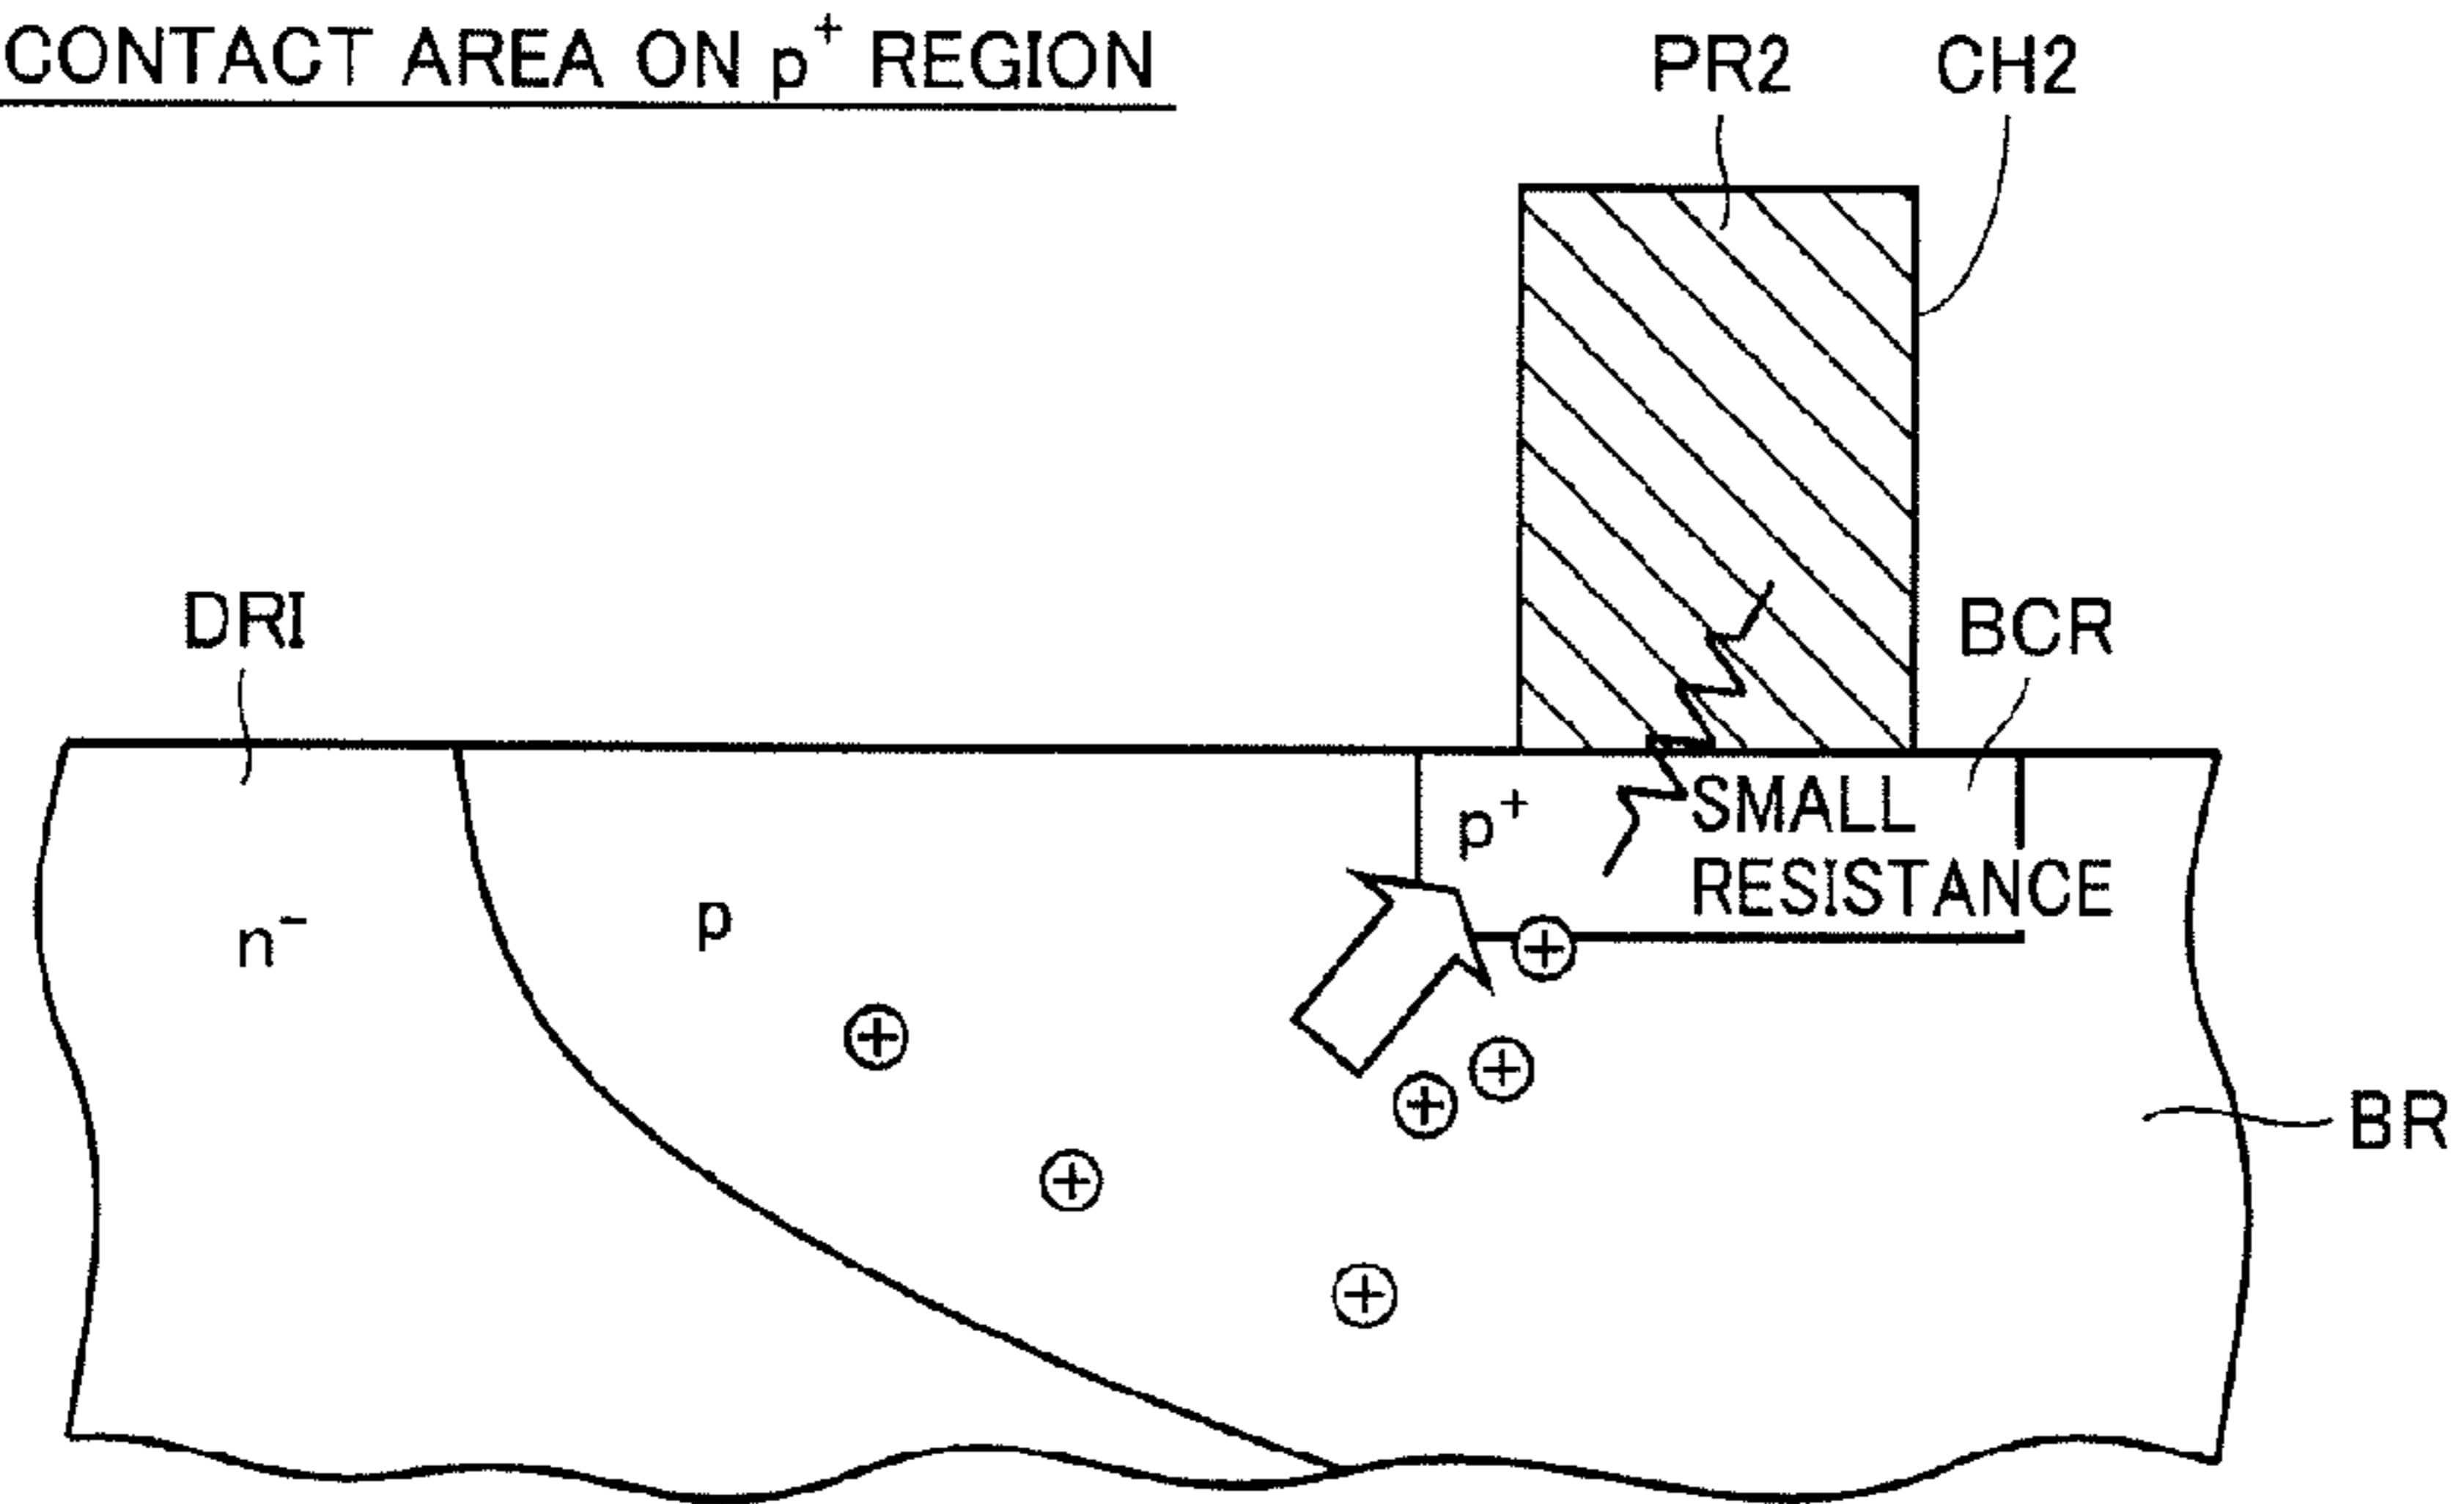 CONTACT AREA ON p+ REGION
PR2
CH2
DRI
BCR
p+
SMALL
RESISTANCE
n−
p
BR